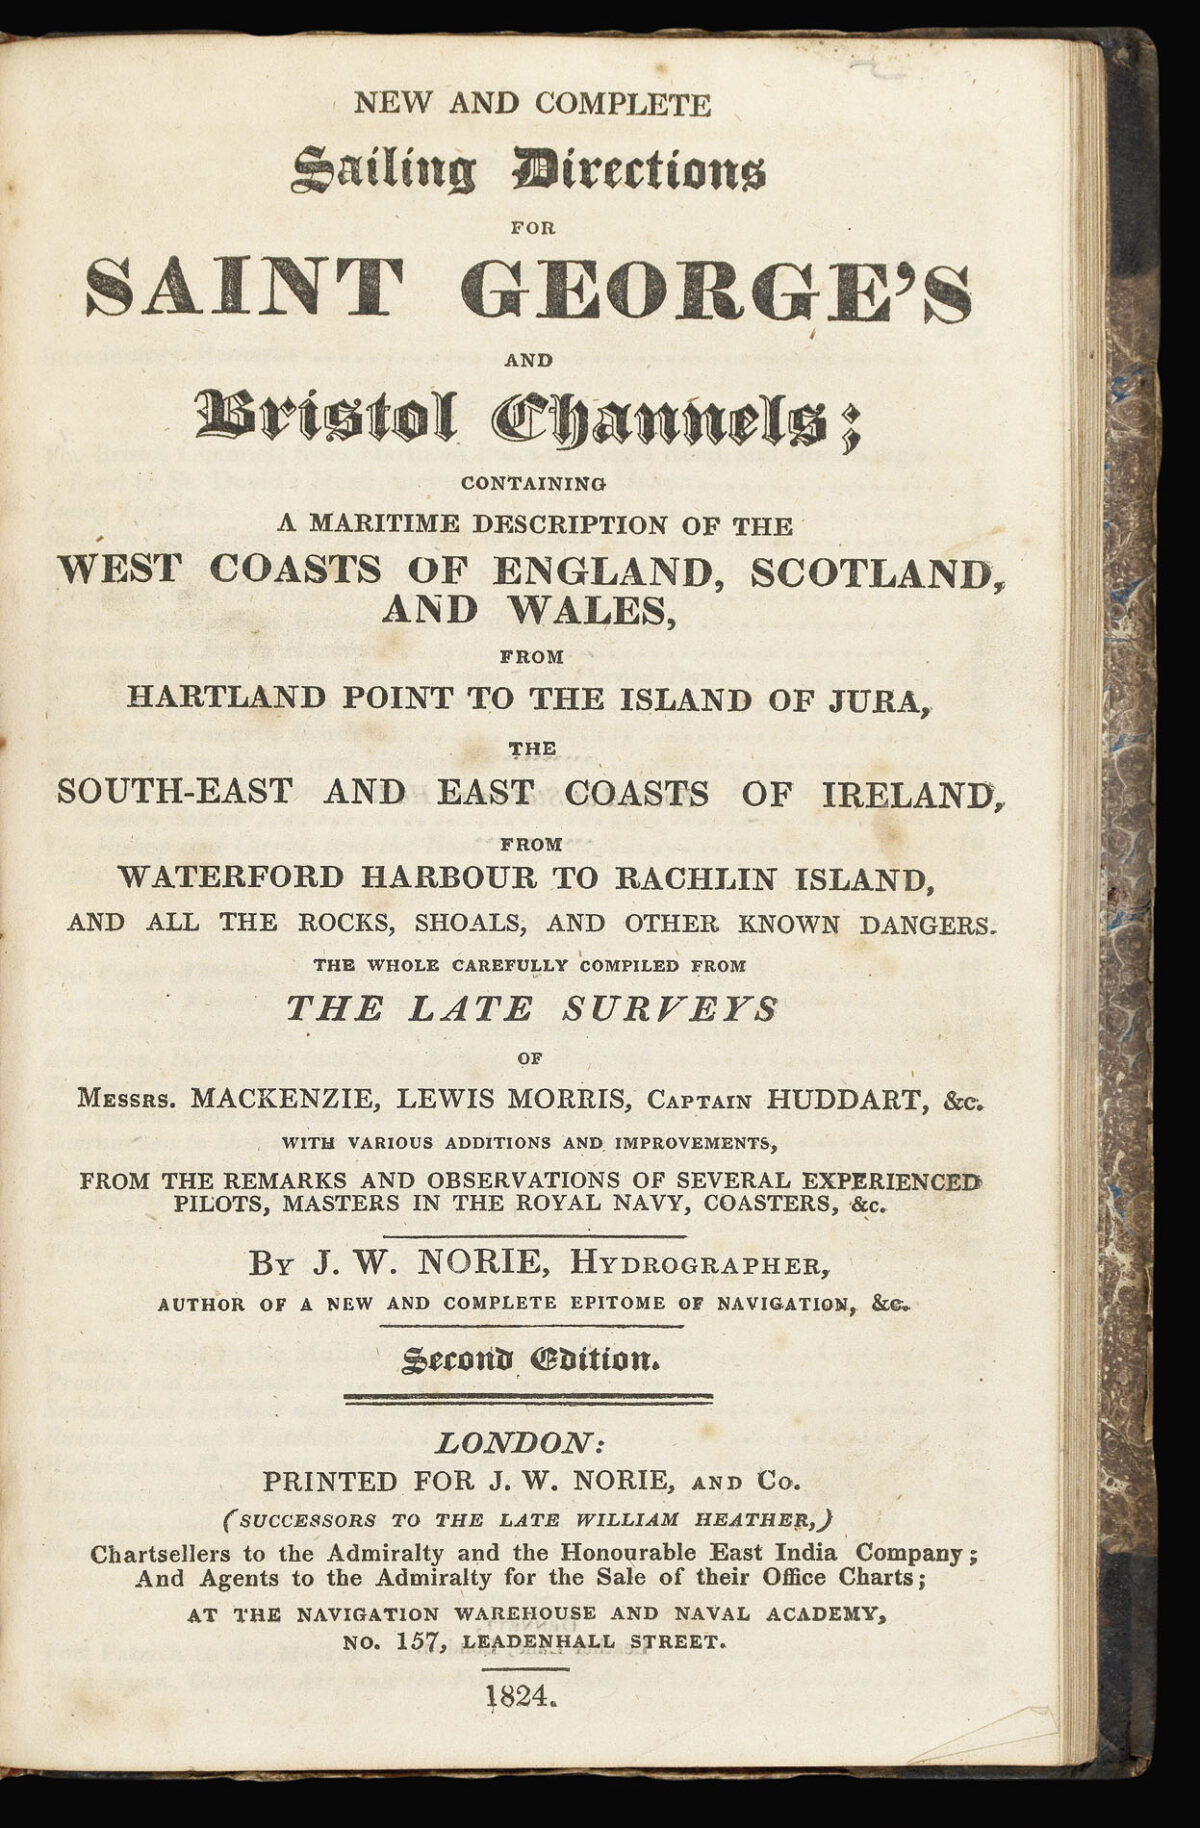 NEW AND COMPLETE
Sailing Directions
FOR
SAINT GEORGE'S
AND
Bristol Channels;
CONTAINING
A MARITIME DESCRIPTION OF THE
WEST COASTS OF ENGLAND, SCOTLAND,
AND WALES,
FROM
HARTLAND POINT TO THE ISLAND OF JURA,
THE
SOUTH-EAST AND EAST COASTS OF IRELAND,
FROM
WATERFORD HARBOUR TO RACHLIN ISLAND,
AND ALL THE ROCKS, SHOALS, AND OTHER KNOWN DANGERS.
THE WHOLE CAREFULLY COMPILED FROM
THE LATE SURVEYS
OF
MESSRS. MACKENZIE, LEWIS MORRIS, CAPTAIN HUDDART, &c.
WITH VARIOUS ADDITIONS AND IMPROVEMENTS,
FROM THE REMARKS AND OBSERVATIONS OF SEVERAL EXPERIENCED
PILOTS, MASTERS IN THE ROYAL NAVY, COASTERS, &c.
BY J. W. NORIE, HYDROGRAPHER,
AUTHOR OF A NEW AND COMPLETE EPITOME OF NAVIGATION, &c.
Second Edition.
LONDON:
PRINTED FOR J. W. NORIE, AND Co.
(SUCCESSORS TO THE LATE WILLIAM HEATHER,)
Chartsellers to the Admiralty and the Honourable East India Company;
And Agents to the Admiralty for the Sale of their Office Charts;
AT THE NAVIGATION WAREHOUSE AND NAVAL ACADEMY,
NO. 157, LEADENHALL STREET.
1824.